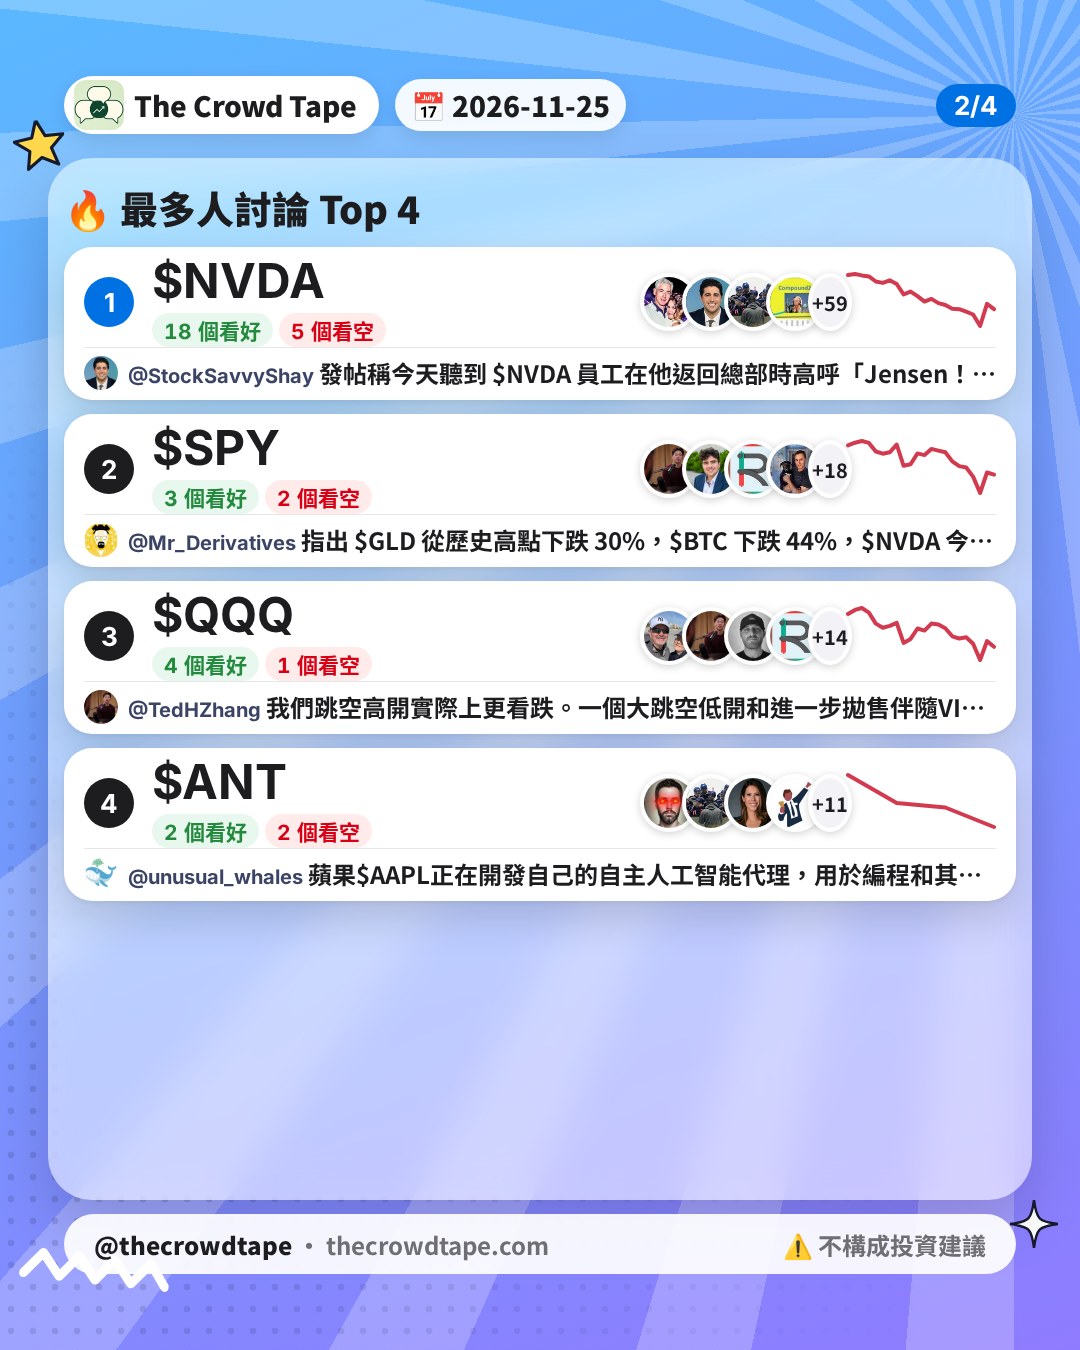 The Crowd Tape
2026-11-25
2/4
🔥 最多人討論 Top 4
1
$NVDA
18 個看好 5 個看空
+59
@StockSavvyShay 發帖稱今天聽到 $NVDA 員工在他返回總部時高呼「Jensen！…
2
$SPY
3 個看好 2 個看空
+18
@Mr_Derivatives 指出 $GLD 從歷史高點下跌 30%，$BTC 下跌 44%，$NVDA 今…
3
$QQQ
4 個看好 1 個看空
+14
@TedHZhang 我們跳空高開實際上更看跌。一個大跳空低開和進一步拋售伴隨VI…
4
$ANT
2 個看好 2 個看空
+11
@unusual_whales 蘋果$AAPL正在開發自己的自主人工智能代理，用於編程和其…
@thecrowdtape • thecrowdtape.com
⚠️ 不構成投資建議